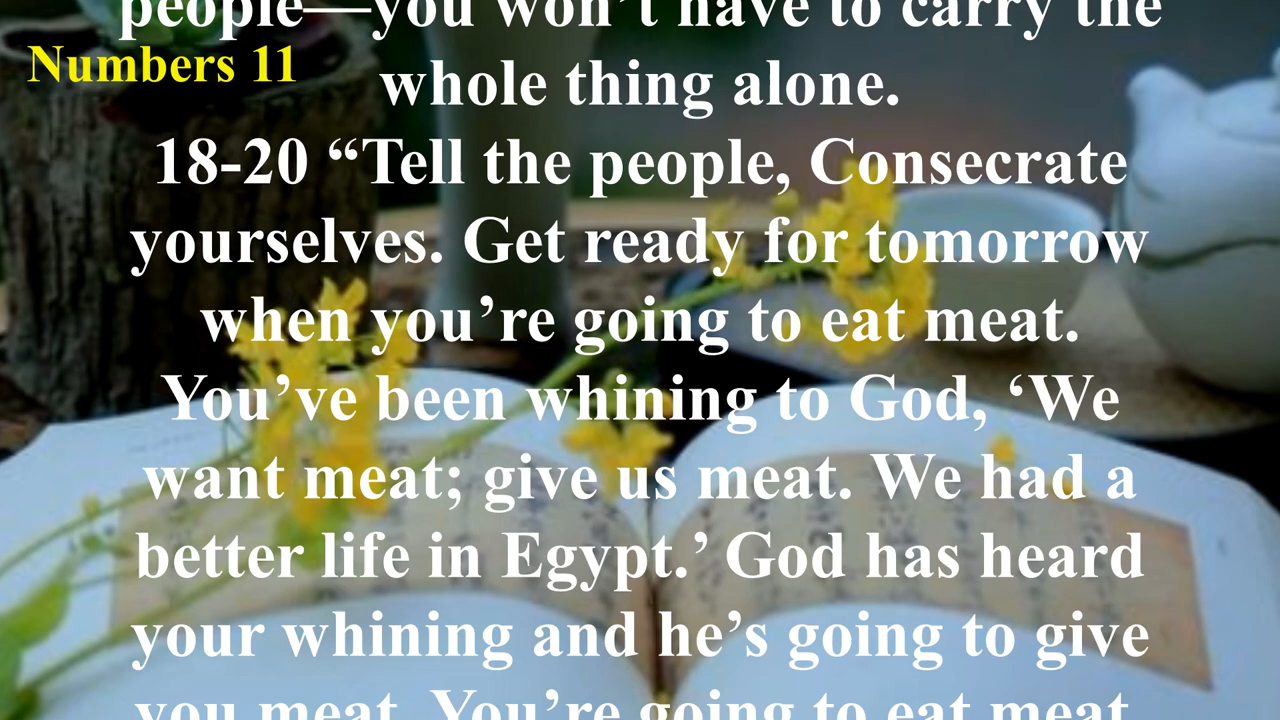 people—you won’t have to carry the
Numbers 11
whole thing alone.
18-20 “Tell the people, Consecrate
yourselves. Get ready for tomorrow
when you’re going to eat meat.
You’ve been whining to God, ‘We
want meat; give us meat. We had a
better life in Egypt.’ God has heard
your whining and he’s going to give
you meat. You’re going to eat meat.